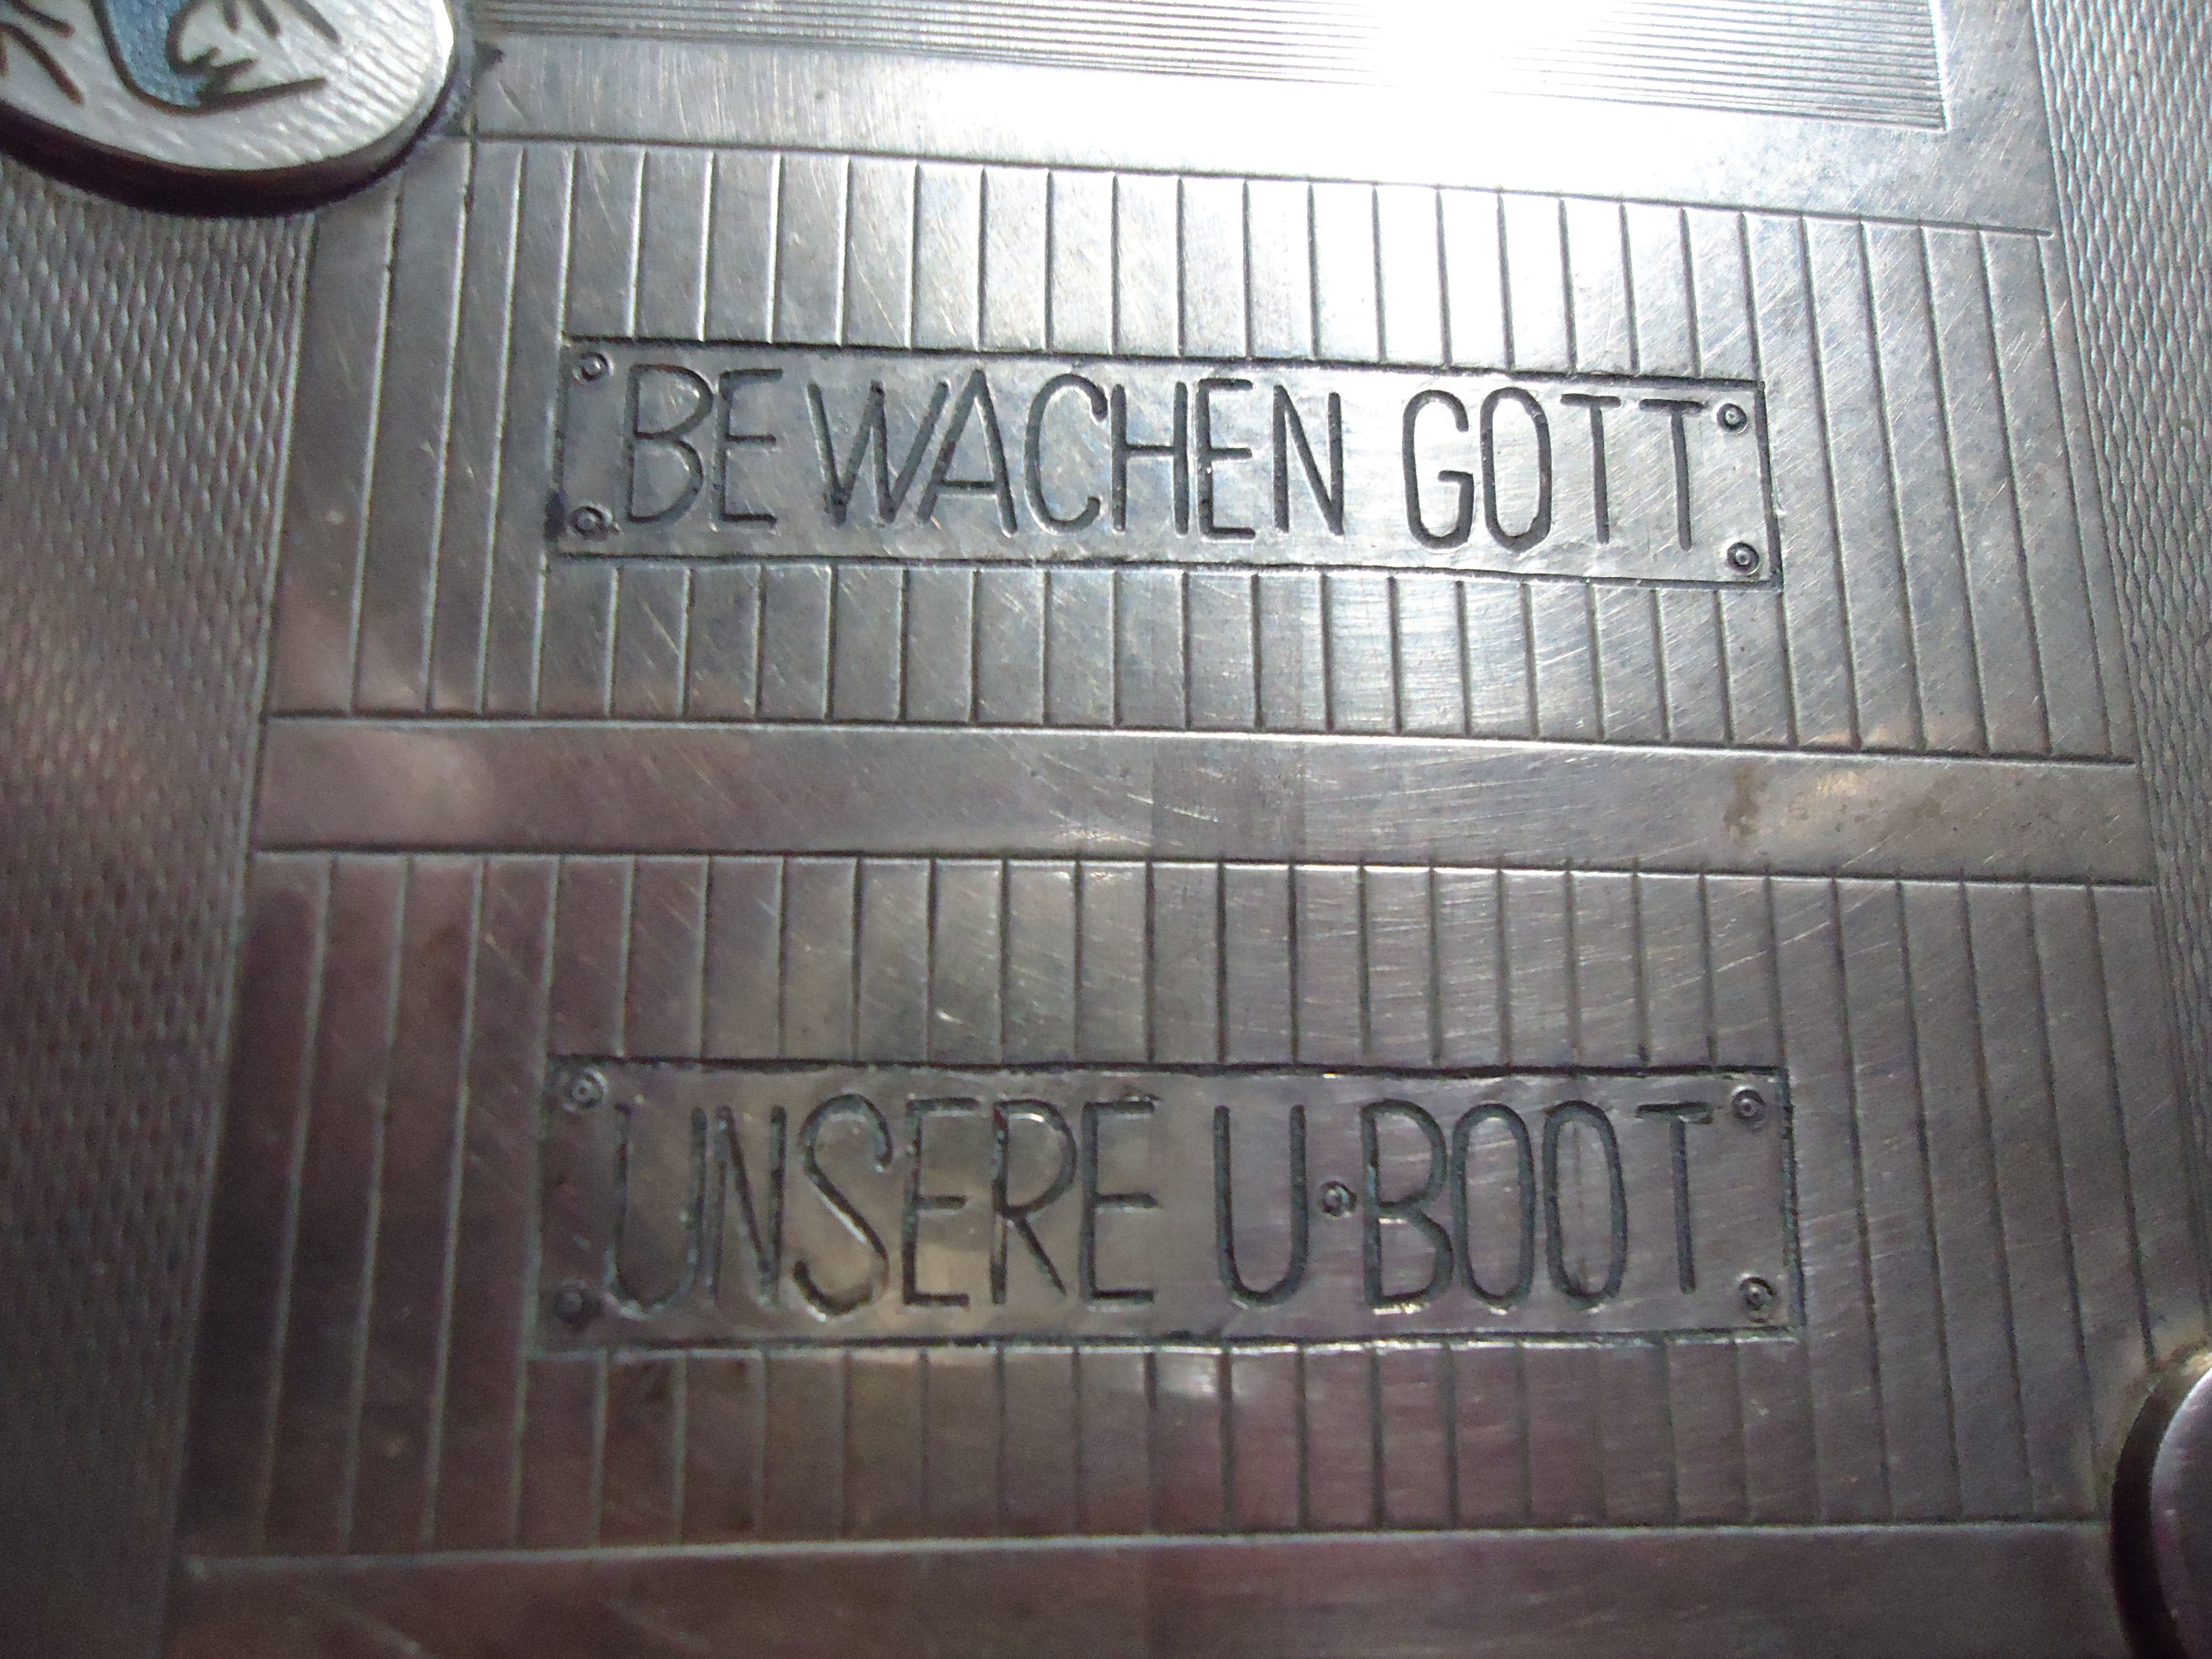 BEWACHEN GOTT
UNSERE U·BOOT